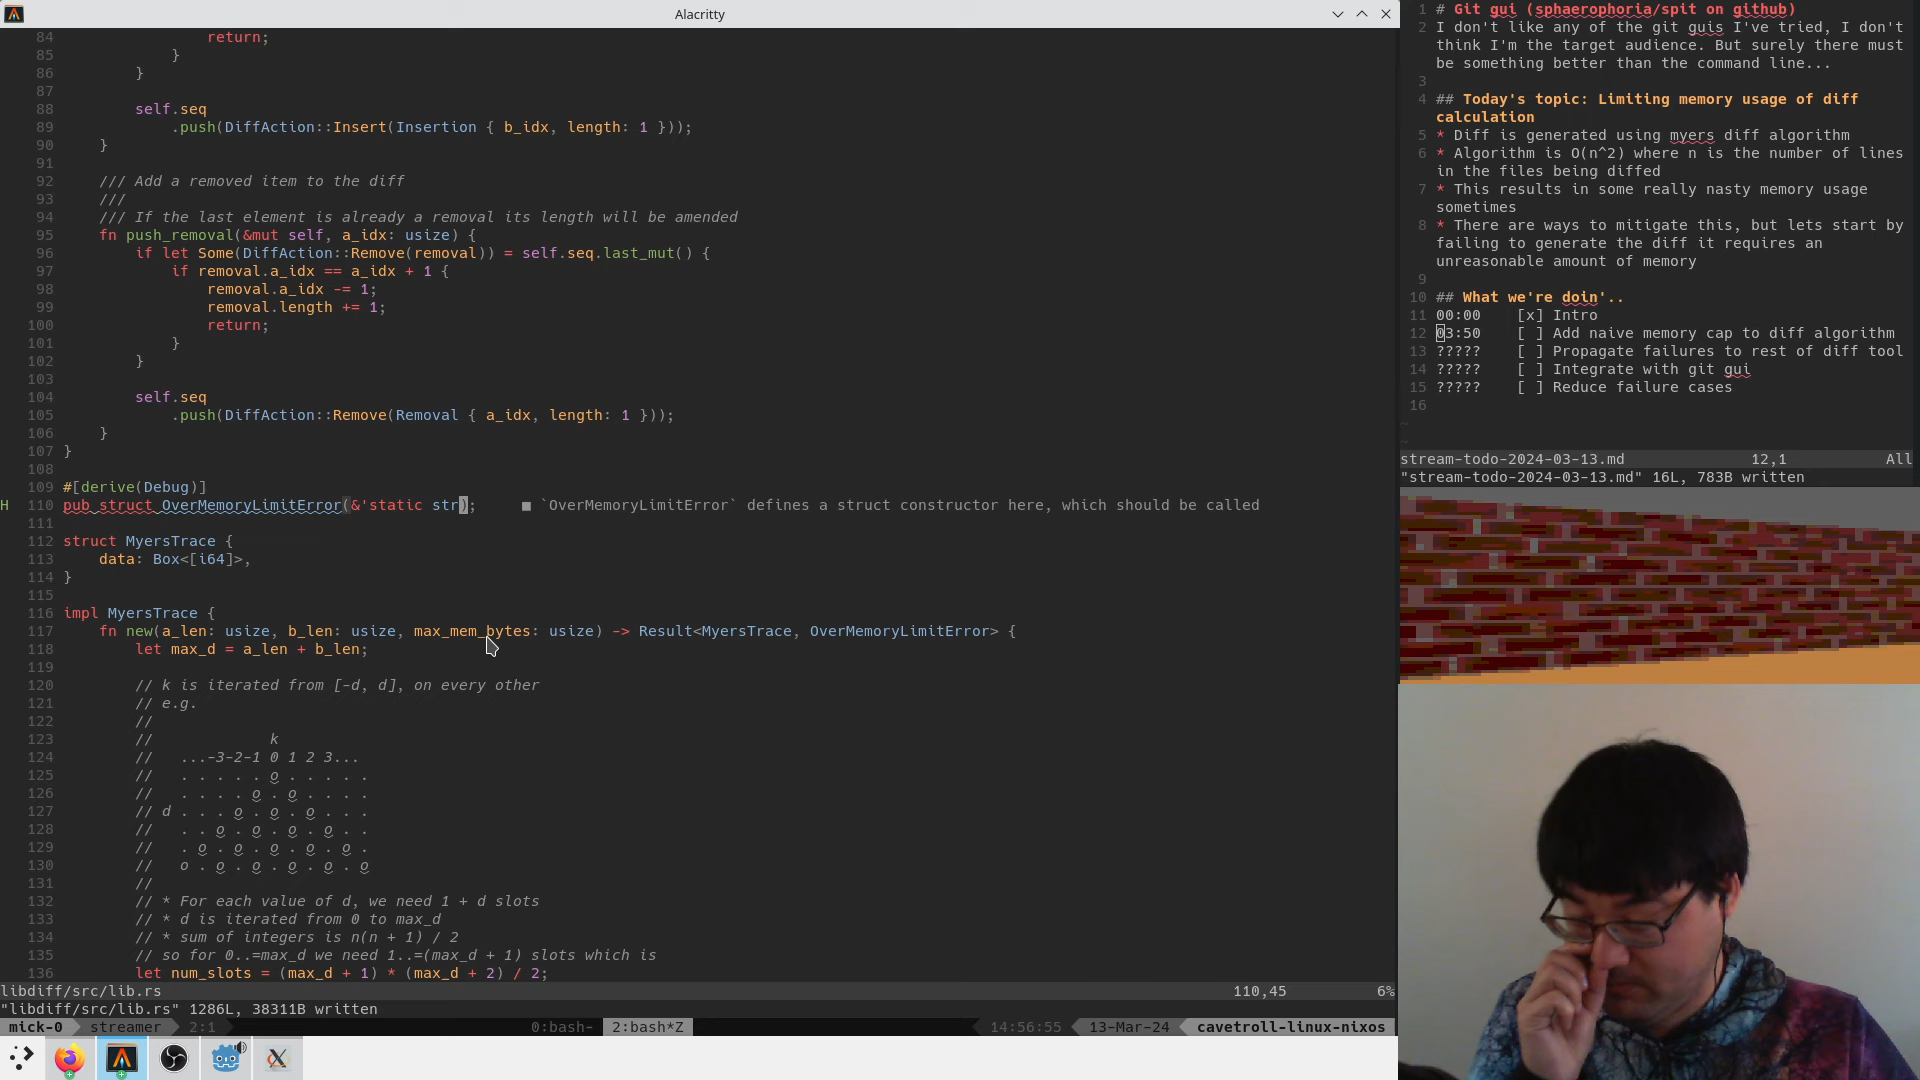 Alacritty
84 return;
85 }
86 }
87
88 self.seq
89 .push(DiffAction::Insert(Insertion { b_idx, length: 1 }));
90 }
91
92 /// Add a removed item to the diff
93 ///
94 /// If the last element is already a removal its length will be amended
95 fn push_removal(&mut self, a_idx: usize) {
96 if let Some(DiffAction::Remove(removal)) = self.seq.last_mut() {
97 if removal.a_idx == a_idx + 1 {
98 removal.a_idx -= 1;
99 removal.length += 1;
100 return;
101 }
102 }
103
104 self.seq
105 .push(DiffAction::Remove(Removal { a_idx, length: 1 }));
106 }
107 }
108
109 #[derive(Debug)]
H 110 pub struct OverMemoryLimitError(&'static str); ■ `OverMemoryLimitError` defines a struct constructor here, which should be called
111
112 struct MyersTrace {
113 data: Box<[i64]>,
114 }
115
116 impl MyersTrace {
117 fn new(a_len: usize, b_len: usize, max_mem_bytes: usize) -> Result<MyersTrace, OverMemoryLimitError> {
118 let max_d = a_len + b_len;
119
120 // k is iterated from [-d, d], on every other
121 // e.g.
122 //
123 // k
124 // ...-3-2-1 0 1 2 3...
125 // . . . . . o . . . . .
126 // . . . . o . o . . . .
127 // d . . . o . o . o . . .
128 // . . o . o . o . o . .
129 // . o . o . o . o . o .
130 // o . o . o . o . o . o
131 //
132 // * For each value of d, we need 1 + d slots
133 // * d is iterated from 0 to max_d
134 // * sum of integers is n(n + 1) / 2
135 // so for 0..=max_d we need 1..=(max_d + 1) slots which is
136 let num_slots = (max_d + 1) * (max_d + 2) / 2;
libdiff/src/lib.rs 110,45 6%
"libdiff/src/lib.rs" 1286L, 38311B written
mick-0 streamer 2:1 0:bash- 2:bash*Z 14:56:55 13-Mar-24 cavetroll-linux-nixos
1 # Git gui (sphaerophoria/spit on github)
2 I don't like any of the git guis I've tried, I don't
think I'm the target audience. But surely there must
be something better than the command line...
3
4 ## Today's topic: Limiting memory usage of diff
calculation
5 * Diff is generated using myers diff algorithm
6 * Algorithm is O(n^2) where n is the number of lines
in the files being diffed
7 * This results in some really nasty memory usage
sometimes
8 * There are ways to mitigate this, but lets start by
failing to generate the diff it requires an
unreasonable amount of memory
9
10 ## What we're doin'..
11 00:00 [x] Intro
12 03:50 [ ] Add naive memory cap to diff algorithm
13 ????? [ ] Propagate failures to rest of diff tool
14 ????? [ ] Integrate with git gui
15 ????? [ ] Reduce failure cases
16
~
~
stream-todo-2024-03-13.md 12,1 All
"stream-todo-2024-03-13.md" 16L, 783B written